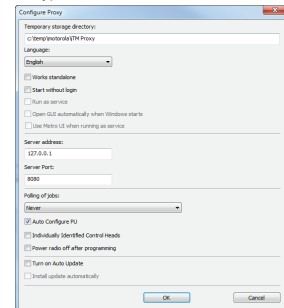 Configure Proxy
Temporary storage directory:
c:\temp\motorola\iTM Proxy
Language:
English
Works standalone
Start without login
Run as service
Open GUI automatically when Windows starts
Use Metro UI when running as service
Server address:
127.0.0.1
Server Port:
8080
Polling of jobs:
Never
Auto Configure PU
Individually Identified Control Heads
Power radio off after programming
Turn on Auto Update
Install update automatically
OK
Cancel